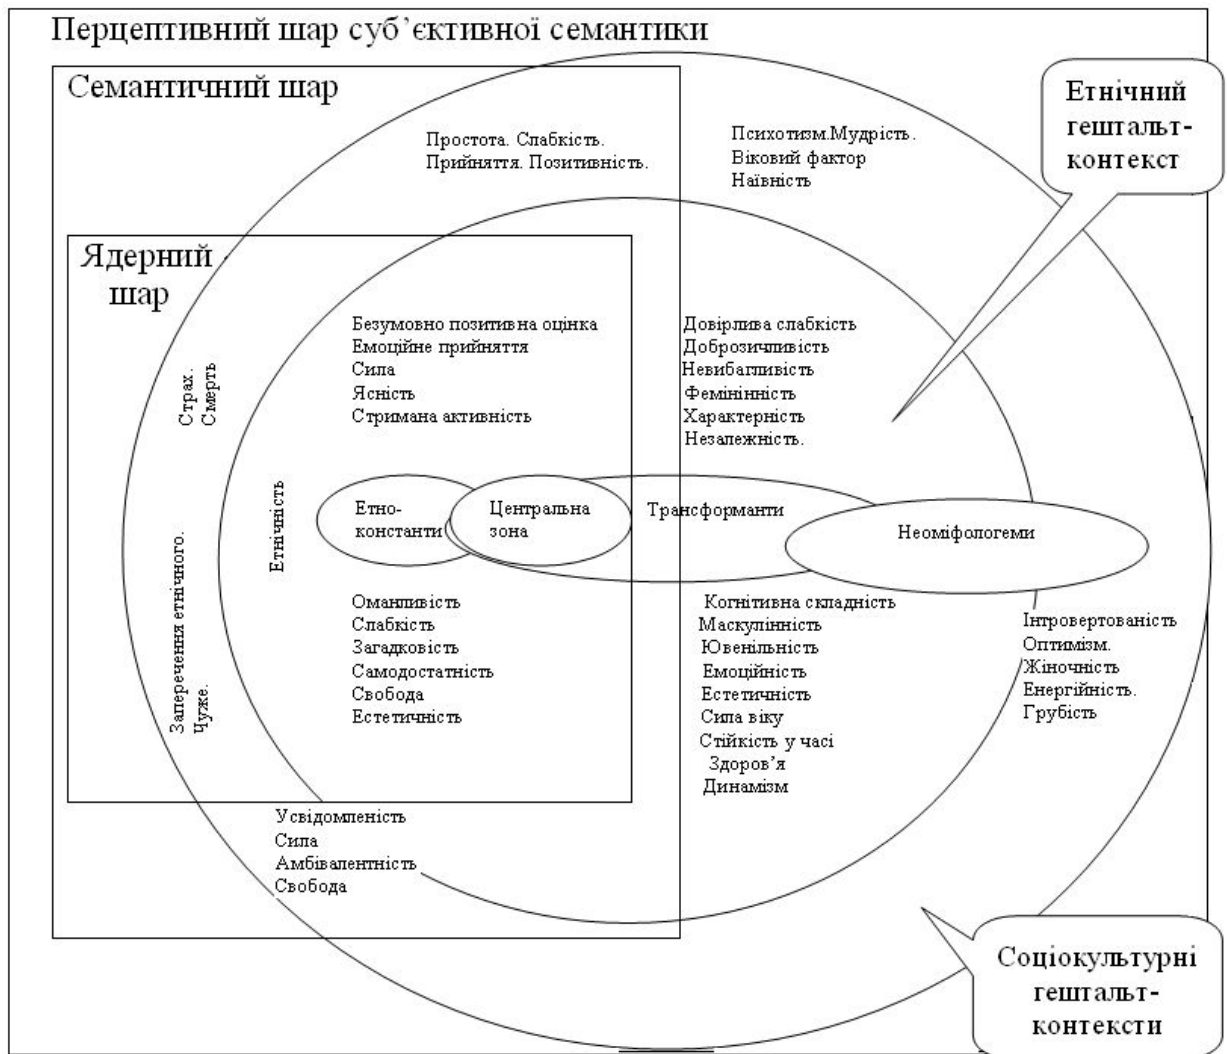 Перцептивний шар суб’єктивної семантики
Семантичний шар
Етнічний
гештальт-
контекст
Простота. Слабкість.
Прийняття. Позитивність.
Психотизм.Мудрість.
Віковий фактор
Наївність
Ядерний
шар
Безумовно позитивна оцінка
Емоційне прийняття
Сила
Ясність
Стримана активність
Довірлива слабкість
Доброзичливість
Невибагливість
Фемінінність
Характерність
Незалежність.
Страх.
Смерть
Етнічність
Заперечення етнічного.
Чуже.
Етно-
константи
Центральна
зона
Трансформанти
Неоміфологеми
Оманливість
Слабкість
Загадковість
Самодостатність
Свобода
Естетичність
Когнітивна складність
Маскулінність
Ювенільність
Емоційність
Естетичність
Сила віку
Стійкість у часі
Здоров’я
Динамізм
Інтровертованість
Оптимізм.
Жіночність
Енергійність.
Грубість
Усвідомленість
Сила
Амбівалентність
Свобода
Соціокультурні
гештальт-
контексти